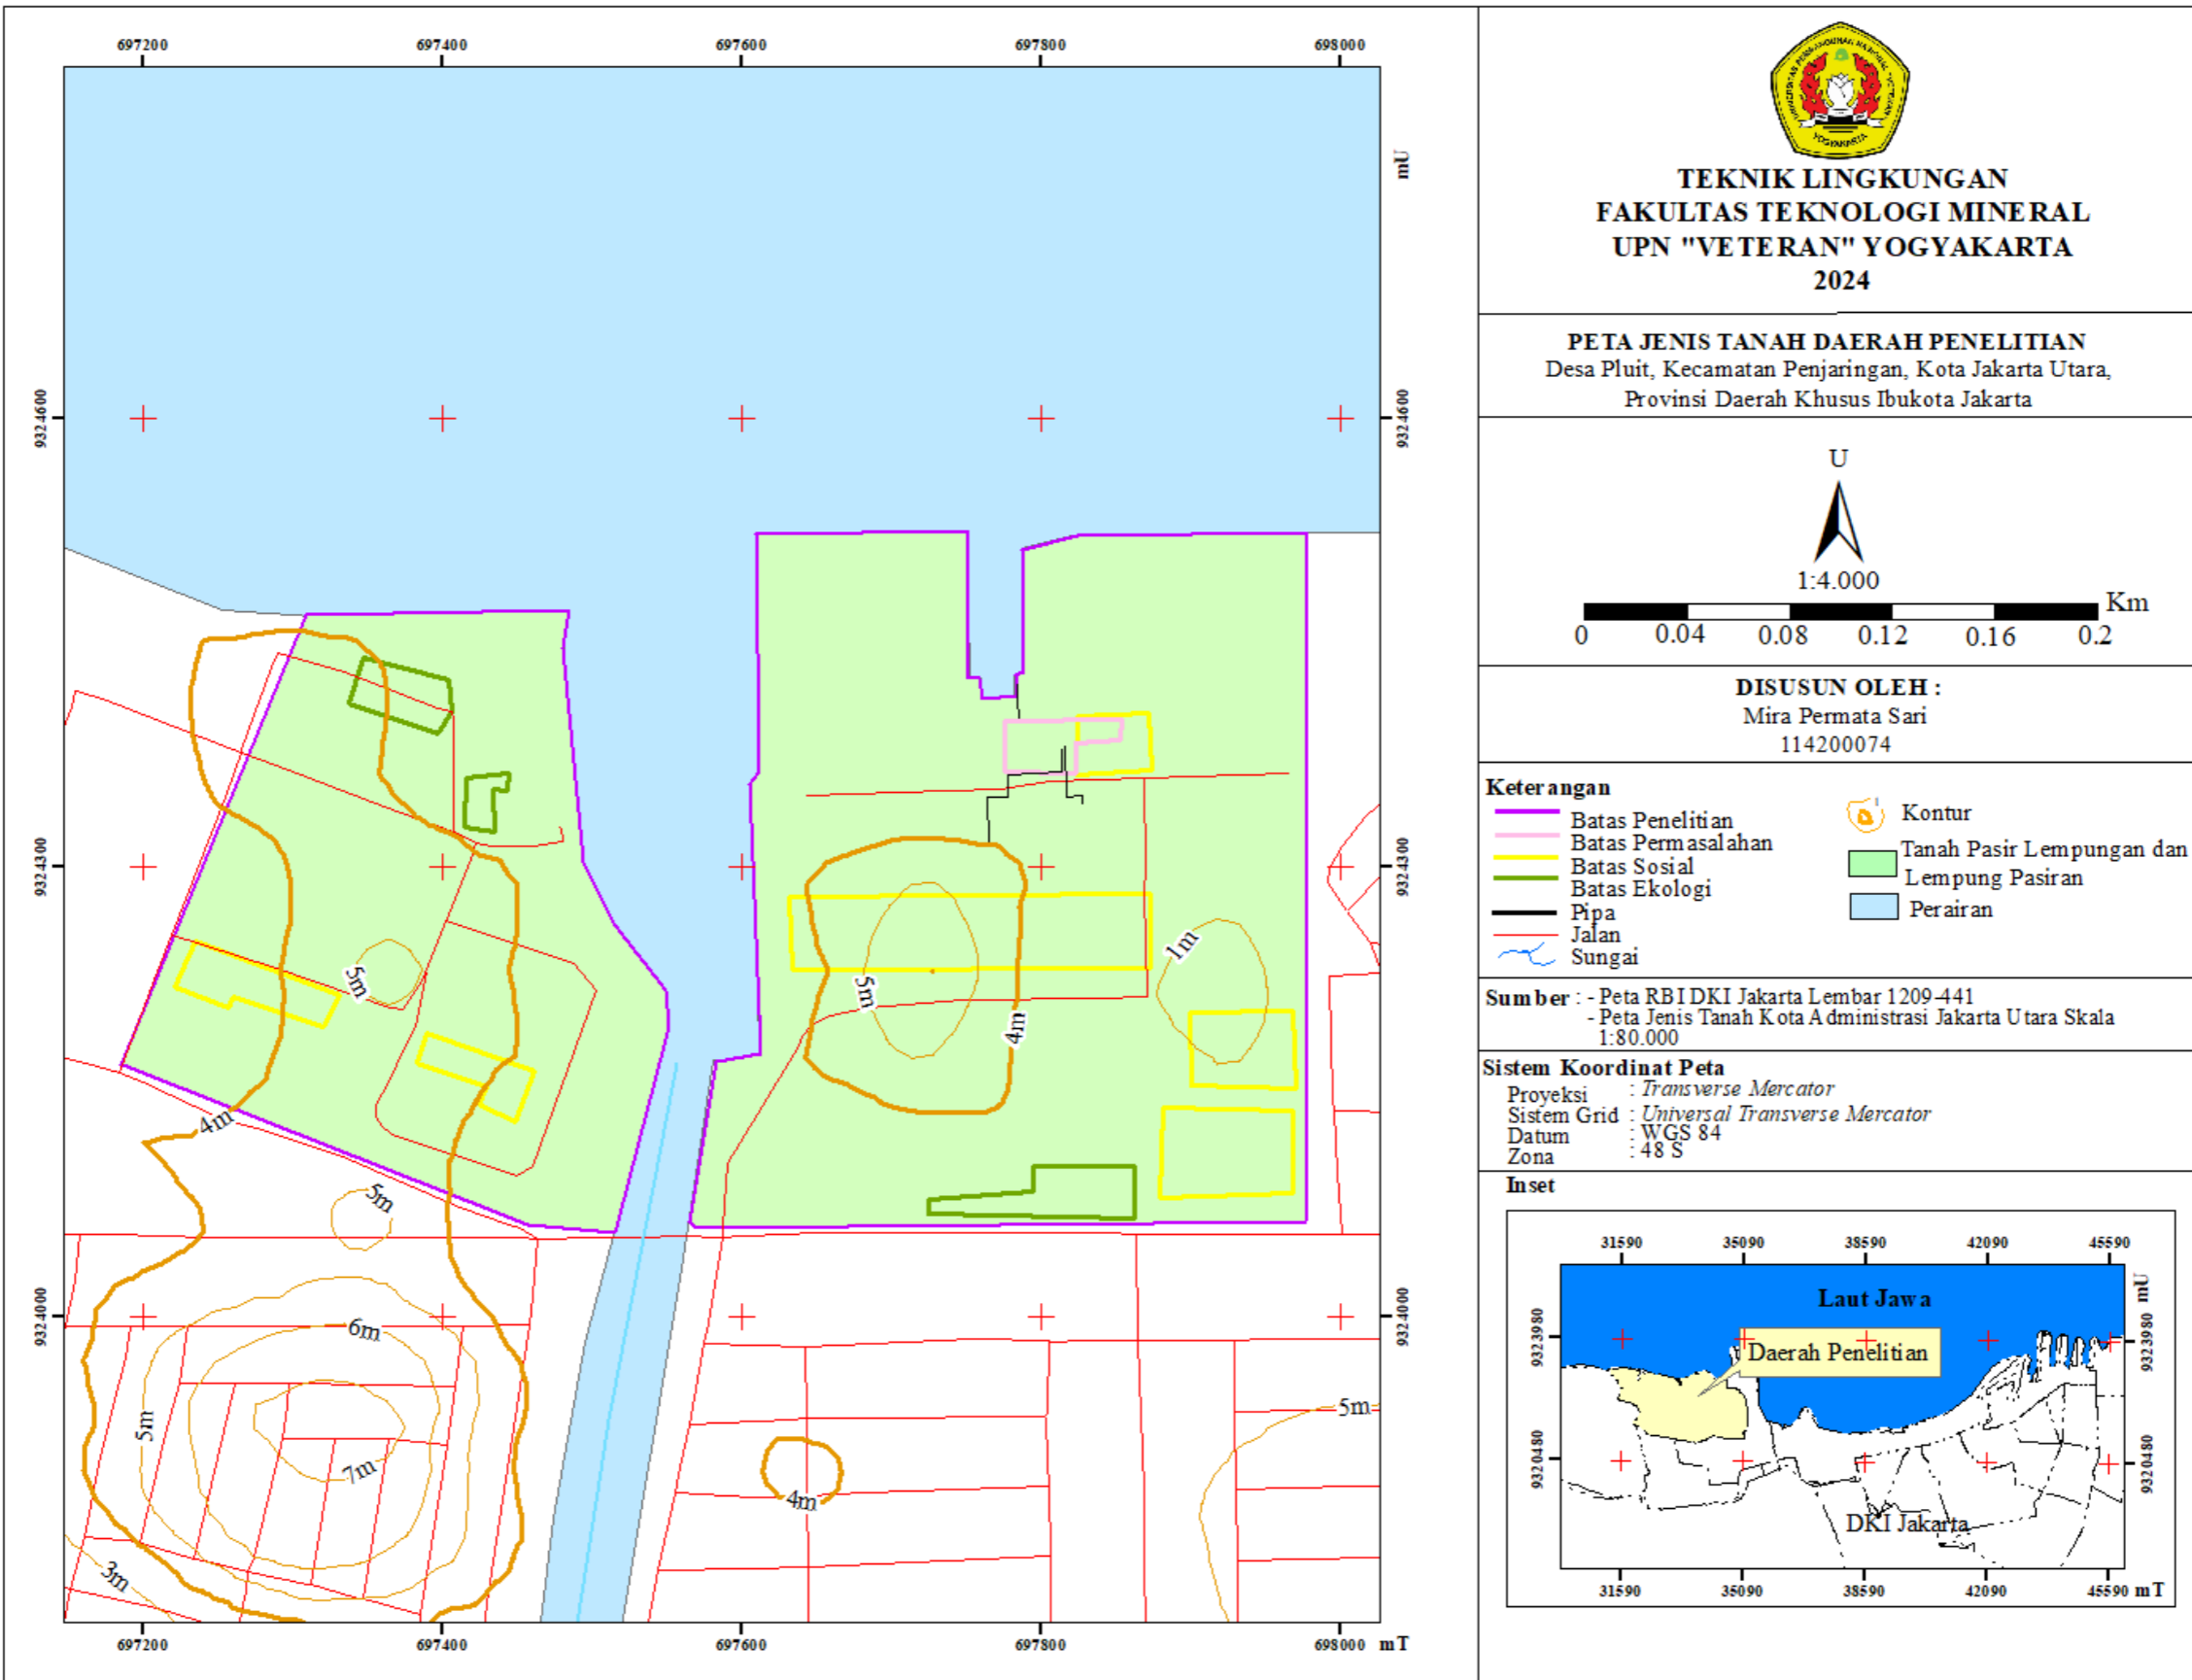 697200 697400 697600 697800 698000
mU
9324600 9324600
9324300 9324300
9324000 9324000
5m
5m
4m
1m
4m
5m
6m
5m
7m
3m
4m
5m
697200 697400 697600 697800 698000 mT
UNIVERSITAS PEMBANGUNAN NASIONAL "VETERAN"
YOGYAKARTA
TEKNIK LINGKUNGAN
FAKULTAS TEKNOLOGI MINERAL
UPN "VETERAN" YOGYAKARTA
2024
PETA JENIS TANAH DAERAH PENELITIAN
Desa Pluit, Kecamatan Penjaringan, Kota Jakarta Utara,
Provinsi Daerah Khusus Ibukota Jakarta
U
1:4.000
Km
0 0.04 0.08 0.12 0.16 0.2
DISUSUN OLEH :
Mira Permata Sari
114200074
Keterangan
Batas Penelitian
Batas Permasalahan
Batas Sosial
Batas Ekologi
Pipa
Jalan
Sungai
Kontur
Tanah Pasir Lempungan dan
Lempung Pasiran
Perairan
Sumber : - Peta RBI DKI Jakarta Lembar 1209-441
- Peta Jenis Tanah Kota Administrasi Jakarta Utara Skala
1:80.000
Sistem Koordinat Peta
Proyeksi : Transverse Mercator
Sistem Grid : Universal Transverse Mercator
Datum : WGS 84
Zona : 48 S
Inset
31590 35090 38590 42090 45590
mU
Laut Jawa
9323980 9323980
Daerah Penelitian
9320480 9320480
DKI Jakarta
31590 35090 38590 42090 45590 mT